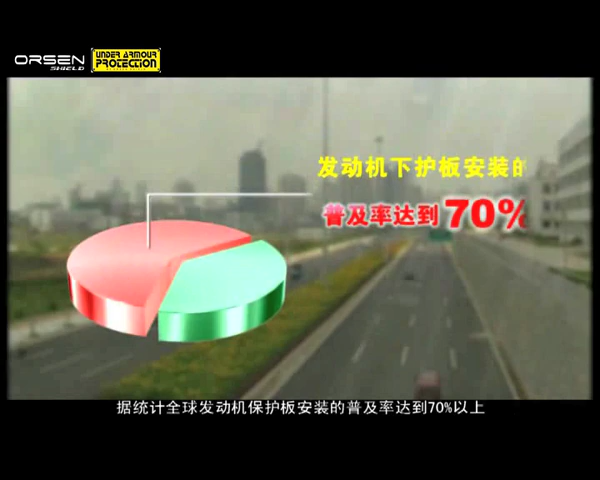 ORSEN
SHIELD
UNDER ARMOUR
PROTECTION
发动机下护板安装的
普及率达到70%
据统计全球发动机保护板安装的普及率达到70%以上